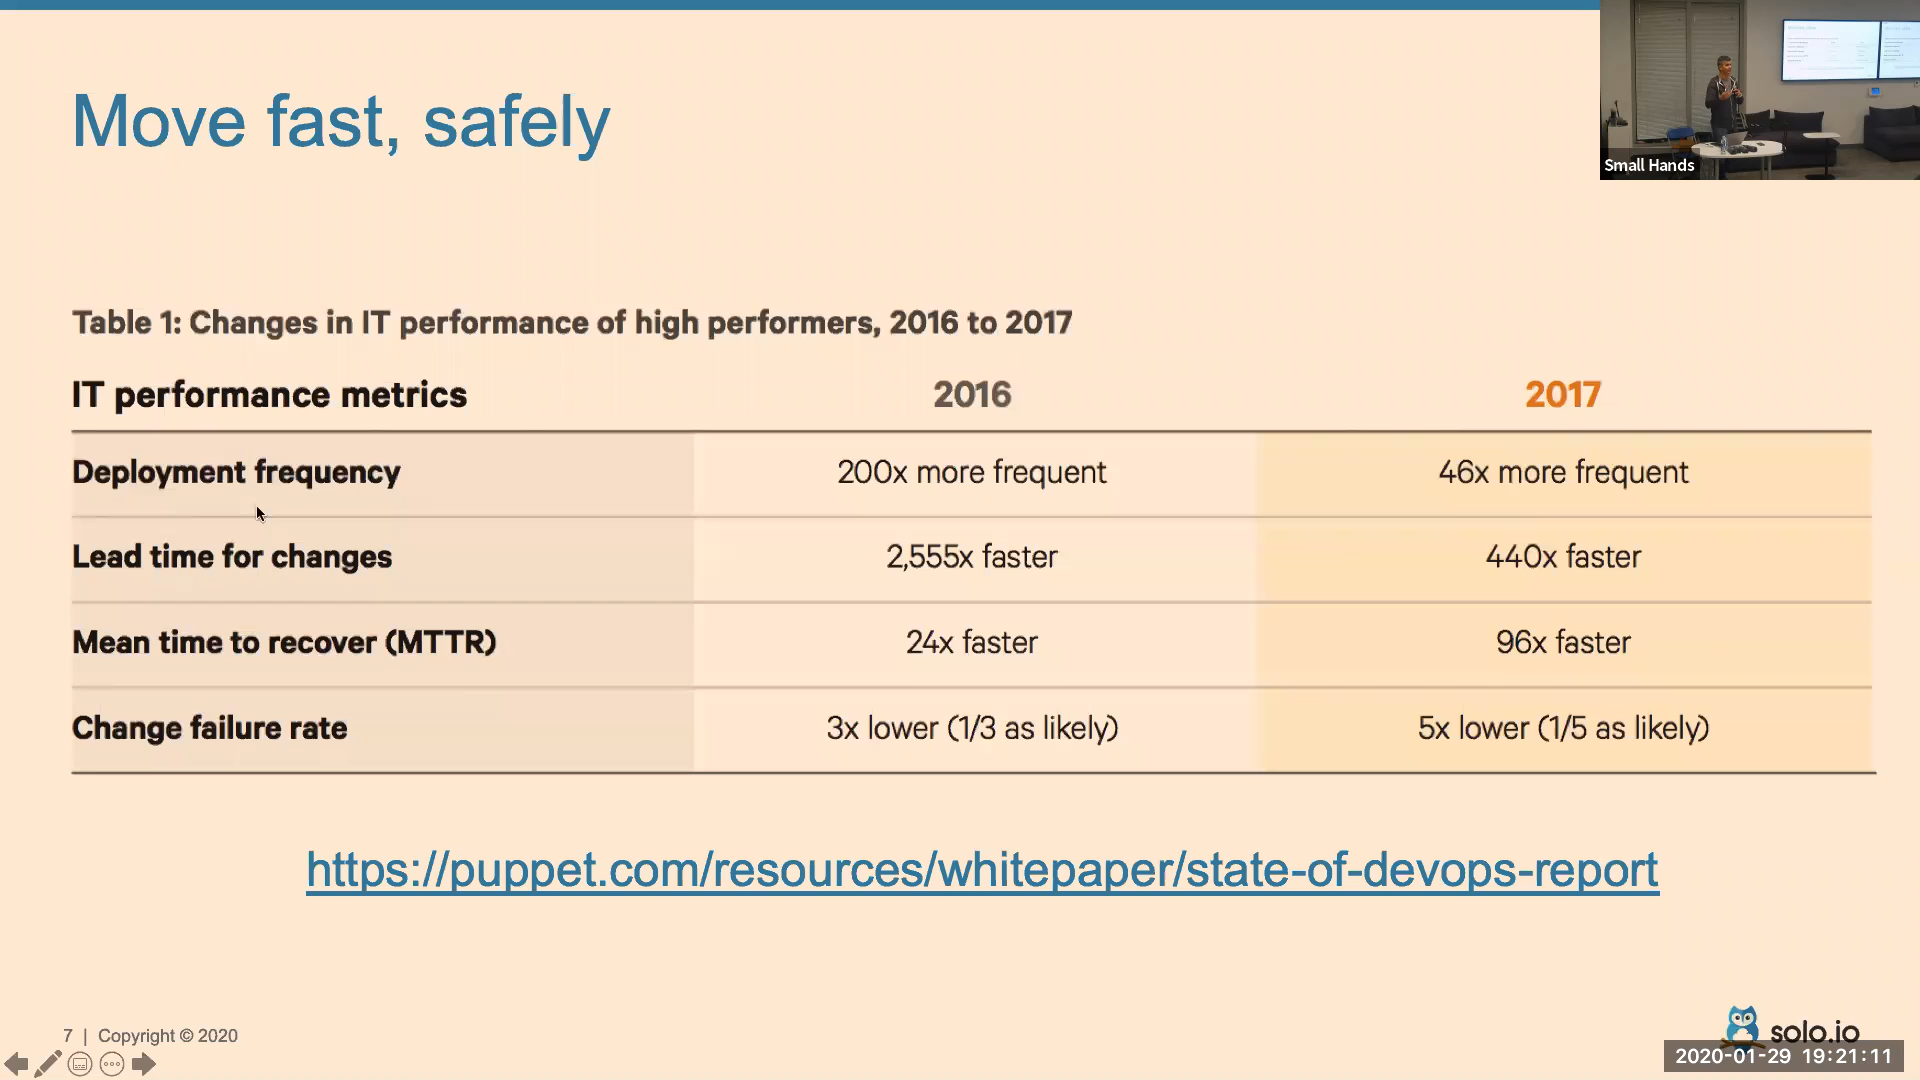 Move fast, safely
Small Hands
Table 1: Changes in IT performance of high performers, 2016 to 2017
IT performance metrics 2016 2017
Deployment frequency 200x more frequent 46x more frequent
Lead time for changes 2,555x faster 440x faster
Mean time to recover (MTTR) 24x faster 96x faster
Change failure rate 3x lower (1/3 as likely) 5x lower (1/5 as likely)
https://puppet.com/resources/whitepaper/state-of-devops-report
7 | Copyright © 2020
solo.io
2020-01-29 19:21:11